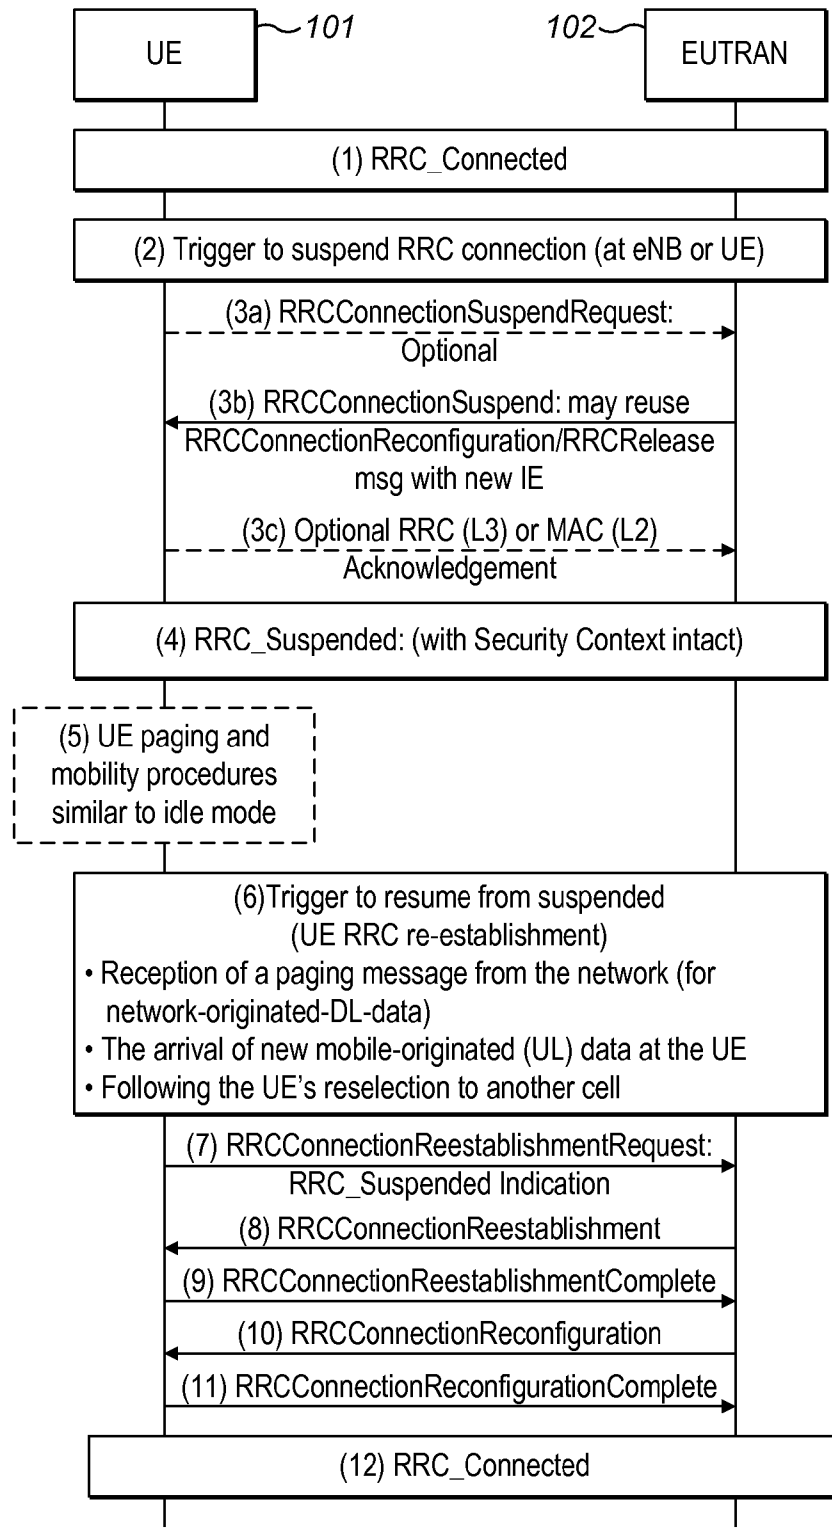 101
102
UE
EUTRAN
(1) RRC_Connected
(2) Trigger to suspend RRC connection (at eNB or UE)
(3a) RRCConnectionSuspendRequest:
Optional
(3b) RRCConnectionSuspend: may reuse
RRCConnectionReconfiguration/RRCRelease
msg with new IE
(3c) Optional RRC (L3) or MAC (L2)
Acknowledgement
(4) RRC_Suspended: (with Security Context intact)
(5) UE paging and
mobility procedures
similar to idle mode
(6)Trigger to resume from suspended
(UE RRC re-establishment)
• Reception of a paging message from the network (for
network-originated-DL-data)
• The arrival of new mobile-originated (UL) data at the UE
• Following the UE's reselection to another cell
(7) RRCConnectionReestablishmentRequest:
RRC_Suspended Indication
(8) RRCConnectionReestablishment
(9) RRCConnectionReestablishmentComplete
(10) RRCConnectionReconfiguration
(11) RRCConnectionReconfigurationComplete
(12) RRC_Connected